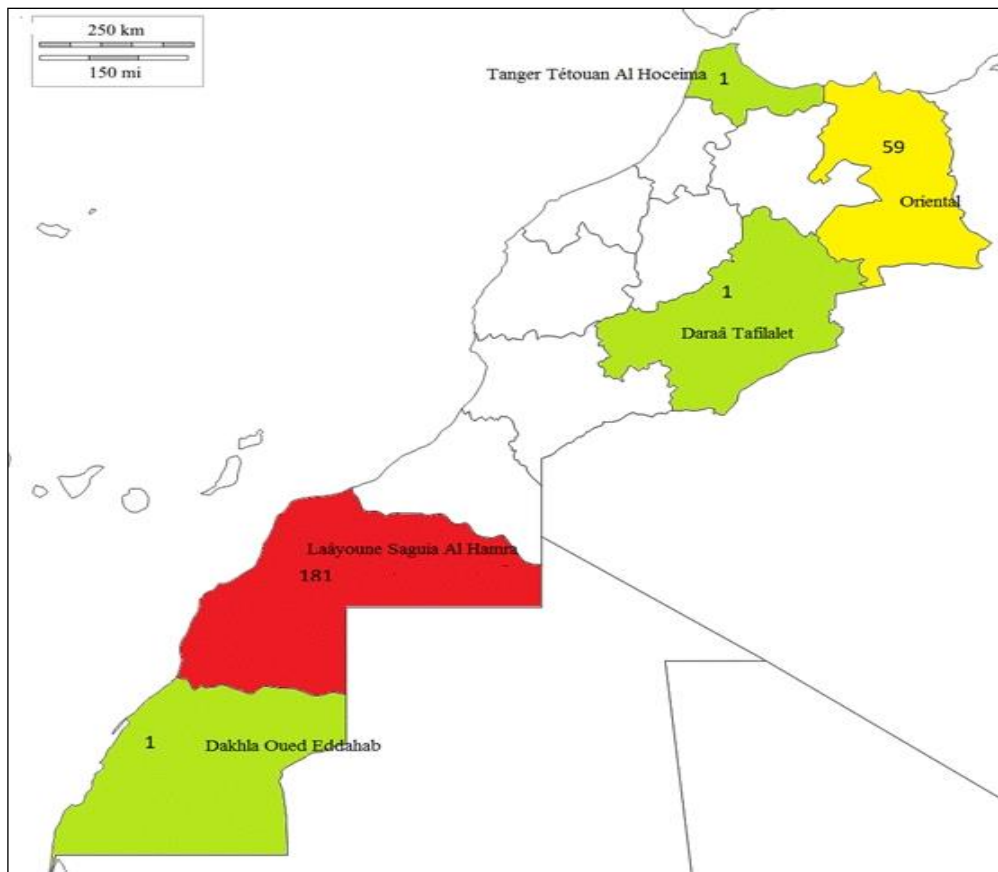 250 km
150 mi
Tanger Tétouan Al Hoceima
1
59
Oriental
1
Daraâ Tafilalet
Laâyoune Saguia Al Hamra
181
1
Dakhla Oued Eddahab